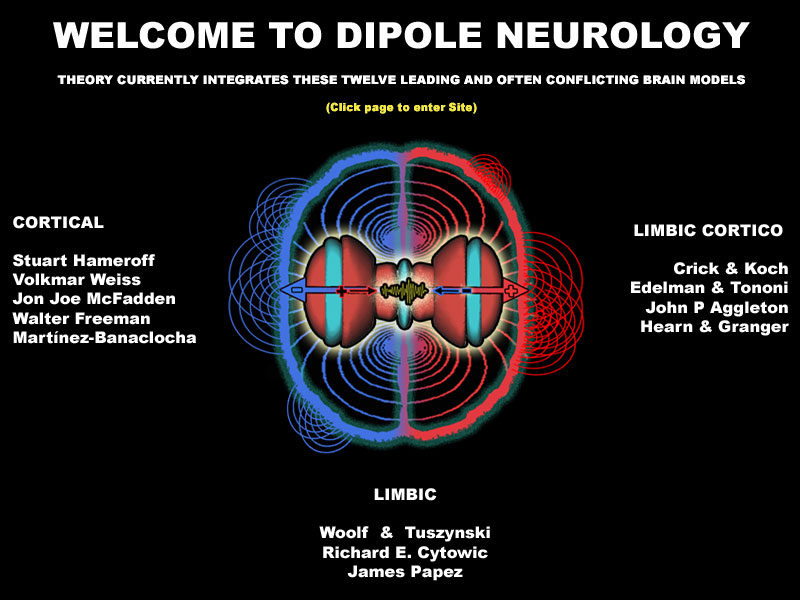 WELCOME TO DIPOLE NEUROLOGY
THEORY CURRENTLY INTEGRATES THESE TWELVE LEADING AND OFTEN CONFLICTING BRAIN MODELS
(Click page to enter Site)
CORTICAL
Stuart Hameroff
Volkmar Weiss
Jon Joe McFadden
Walter Freeman
Martínez-Banaclocha
LIMBIC CORTICO
Crick & Koch
Edelman & Tononi
John P Aggleton
Hearn & Granger
LIMBIC
Woolf & Tuszynski
Richard E. Cytowic
James Papez